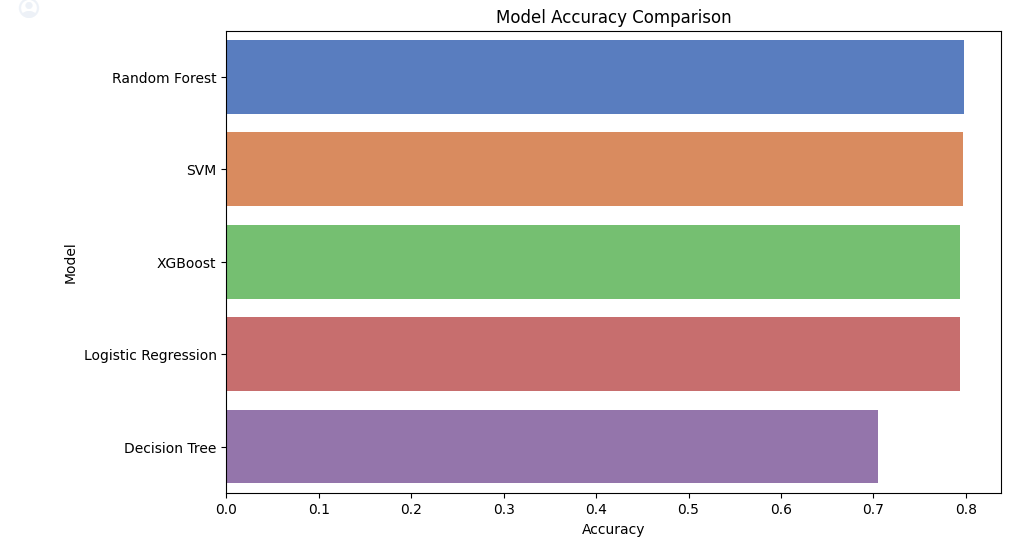 Model Accuracy Comparison
Random Forest
SVM
XGBoost
Logistic Regression
Decision Tree
Model
0.0 0.1 0.2 0.3 0.4 0.5 0.6 0.7 0.8
Accuracy